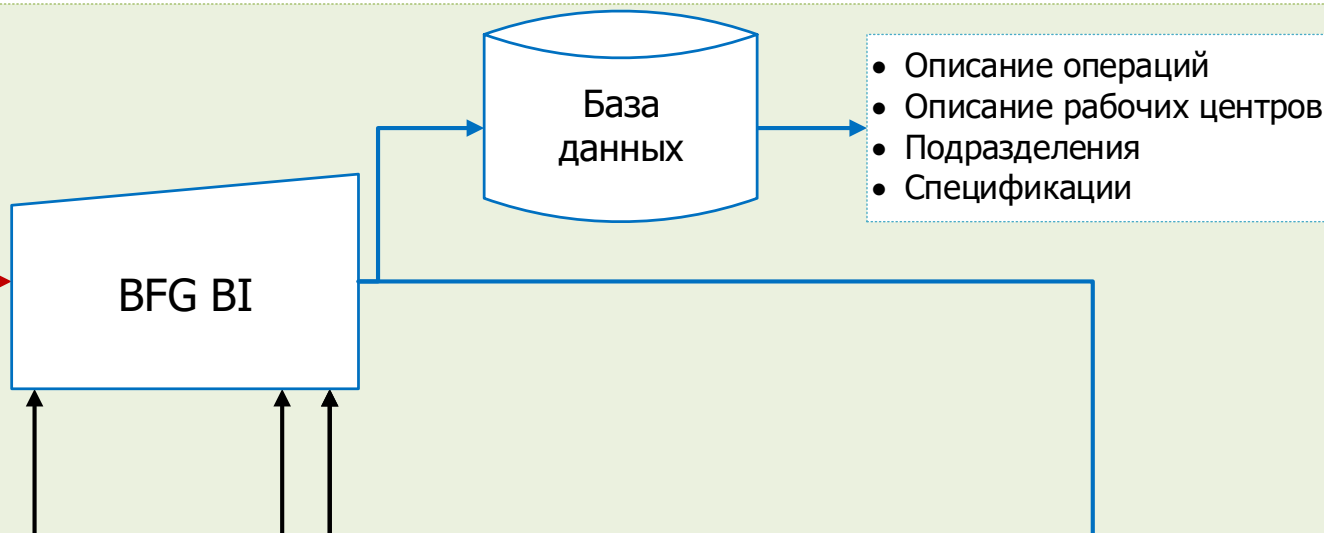 База
данных
• Описание операций
• Описание рабочих центров
• Подразделения
• Спецификации
BFG BI